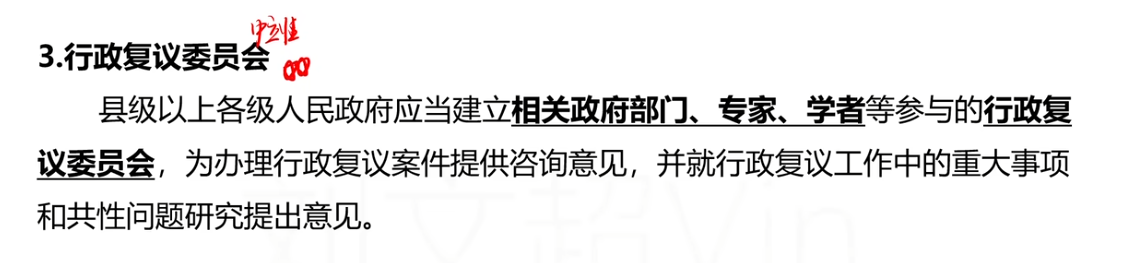 中立性
3.行政复议委员会
县级以上各级人民政府应当建立相关政府部门、专家、学者等参与的行政复
议委员会，为办理行政复议案件提供咨询意见，并就行政复议工作中的重大事项
和共性问题研究提出意见。